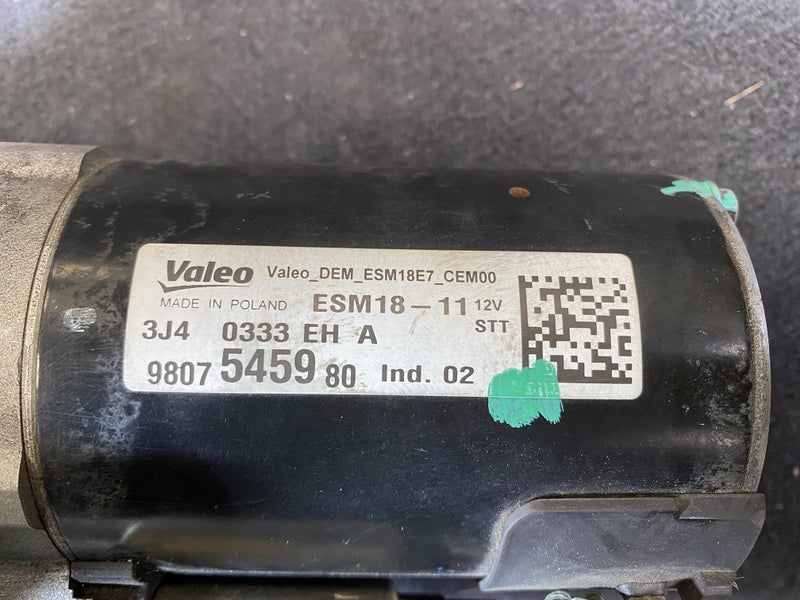 Valeo Valeo_DEM_ESM18E7_CEM00
MADE IN POLAND ESM18-11 12V
STT
3J4 0333 EH A
9807 5459 80 Ind. 02